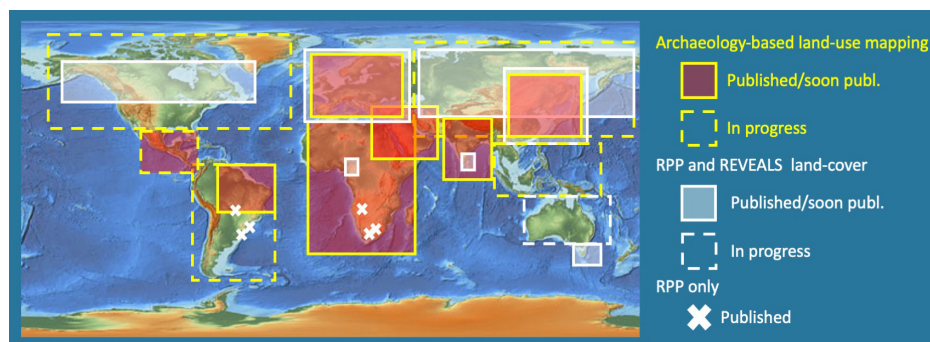 Archaeology-based land-use mapping
Published/soon publ.
In progress
RPP and REVEALS land-cover
Published/soon publ.
In progress
RPP only
Published